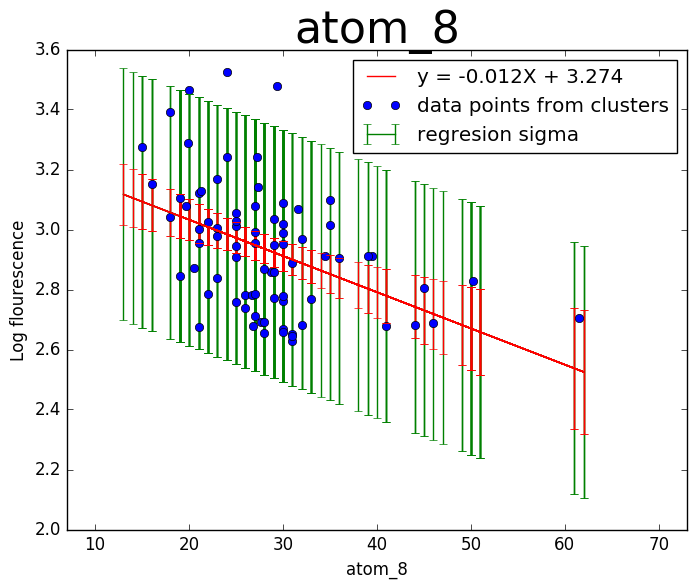 atom_8
3.6
3.4
3.2
3.0
2.8
2.6
2.4
2.2
2.0
Log flourescence
y = -0.012X + 3.274
data points from clusters
regresion sigma
10 20 30 40 50 60 70
atom_8